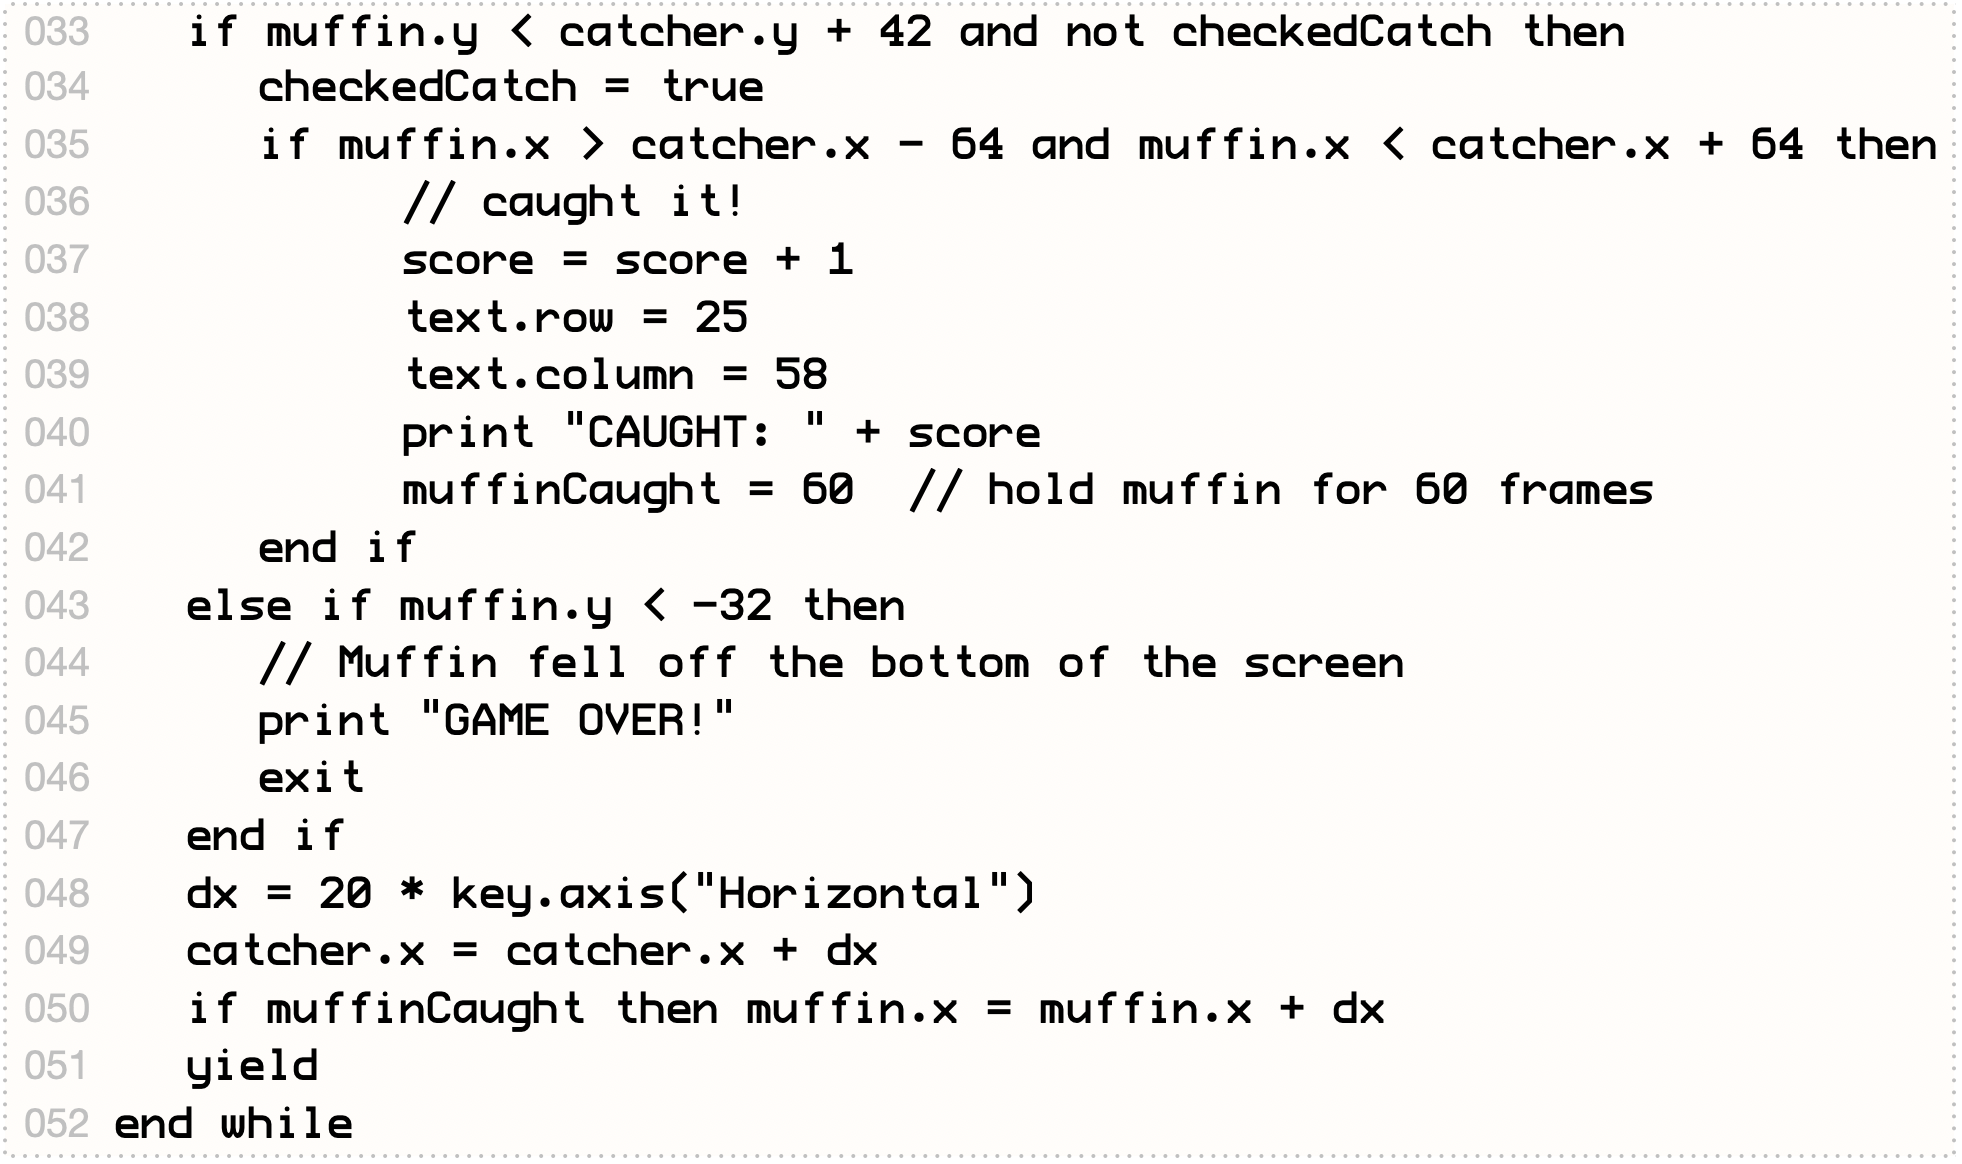 033 if muffin.y < catcher.y + 42 and not checkedCatch then
034 checkedCatch = true
035 if muffin.x > catcher.x - 64 and muffin.x < catcher.x + 64 then
036 // caught it!
037 score = score + 1
038 text.row = 25
039 text.column = 58
040 print "CAUGHT: " + score
041 muffinCaught = 60  // hold muffin for 60 frames
042 end if
043 else if muffin.y < -32 then
044 // Muffin fell off the bottom of the screen
045 print "GAME OVER!"
046 exit
047 end if
048 dx = 20 * key.axis("Horizontal")
049 catcher.x = catcher.x + dx
050 if muffinCaught then muffin.x = muffin.x + dx
051 yield
052 end while